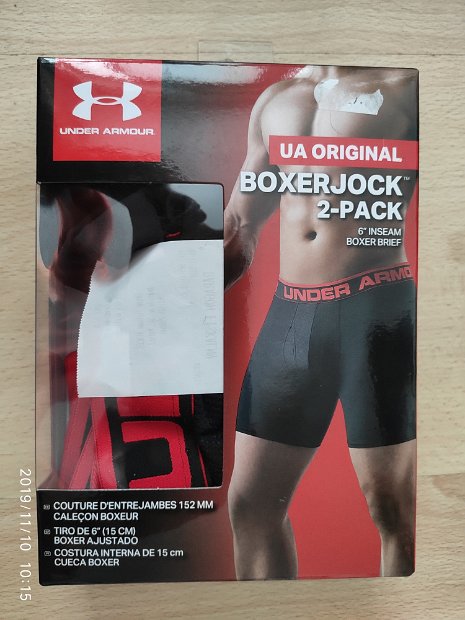 UNDER ARMOUR
UA ORIGINAL
BOXERJOCK™
2-PACK
6" INSEAM
BOXER BRIEF
UNDER ARMO
COUTURE D'ENTREJAMBES 152 MM
CALEÇON BOXEUR
TIRO DE 6" (15 CM)
BOXER AJUSTADO
COSTURA INTERNA DE 15 cm
CUECA BOXER
2019/11/10 10:15